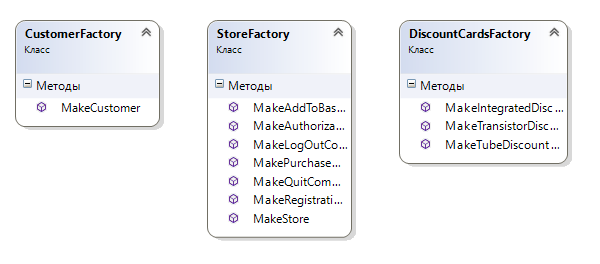 CustomerFactory
Класс
Методы
MakeCustomer
StoreFactory
Класс
Методы
MakeAddToBas...
MakeAuthoriza...
MakeLogOutCo...
MakePurchase...
MakeQuitCom...
MakeRegistrati...
MakeStore
DiscountCardsFactory
Класс
Методы
MakeIntegratedDisc...
MakeTransistorDisc...
MakeTubeDiscount...